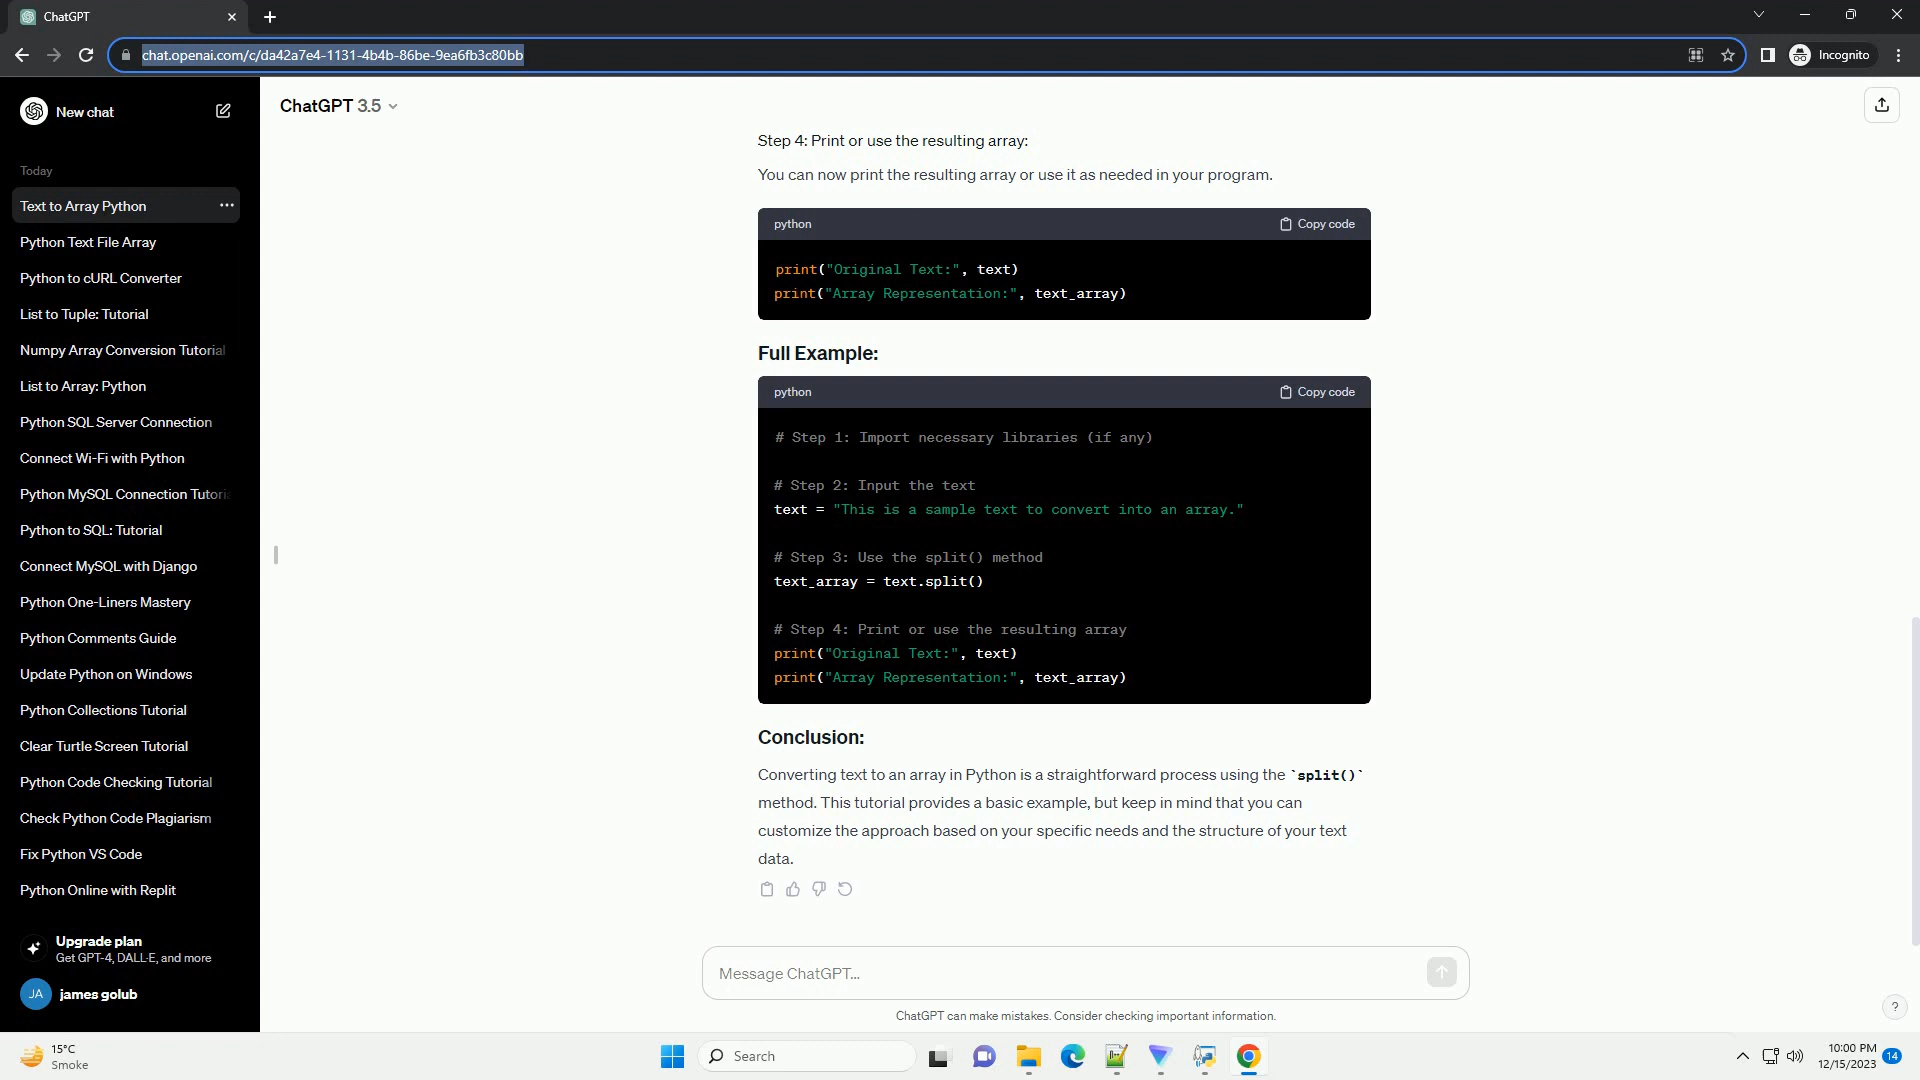 ChatGPT
chat.openai.com/c/da42a7e4-1131-4b4b-86be-9ea6fb3c80bb
Incognito
New chat
Today
Text to Array Python
Python Text File Array
Python to cURL Converter
List to Tuple: Tutorial
Numpy Array Conversion Tutorial
List to Array: Python
Python SQL Server Connection
Connect Wi-Fi with Python
Python MySQL Connection Tutori
Python to SQL: Tutorial
Connect MySQL with Django
Python One-Liners Mastery
Python Comments Guide
Update Python on Windows
Python Collections Tutorial
Clear Turtle Screen Tutorial
Python Code Checking Tutorial
Check Python Code Plagiarism
Fix Python VS Code
Python Online with Replit
Upgrade plan
Get GPT-4, DALL·E, and more
JA james golub
ChatGPT 3.5
Step 4: Print or use the resulting array:
You can now print the resulting array or use it as needed in your program.
python Copy code
print("Original Text:", text)
print("Array Representation:", text_array)
Full Example:
python Copy code
# Step 1: Import necessary libraries (if any)
# Step 2: Input the text
text = "This is a sample text to convert into an array."
# Step 3: Use the split() method
text_array = text.split()
# Step 4: Print or use the resulting array
print("Original Text:", text)
print("Array Representation:", text_array)
Conclusion:
Converting text to an array in Python is a straightforward process using the `split()`
method. This tutorial provides a basic example, but keep in mind that you can
customize the approach based on your specific needs and the structure of your text
data.
Message ChatGPT...
ChatGPT can make mistakes. Consider checking important information.
?
15°C
Smoke
Search
10:00 PM
12/15/2023
14